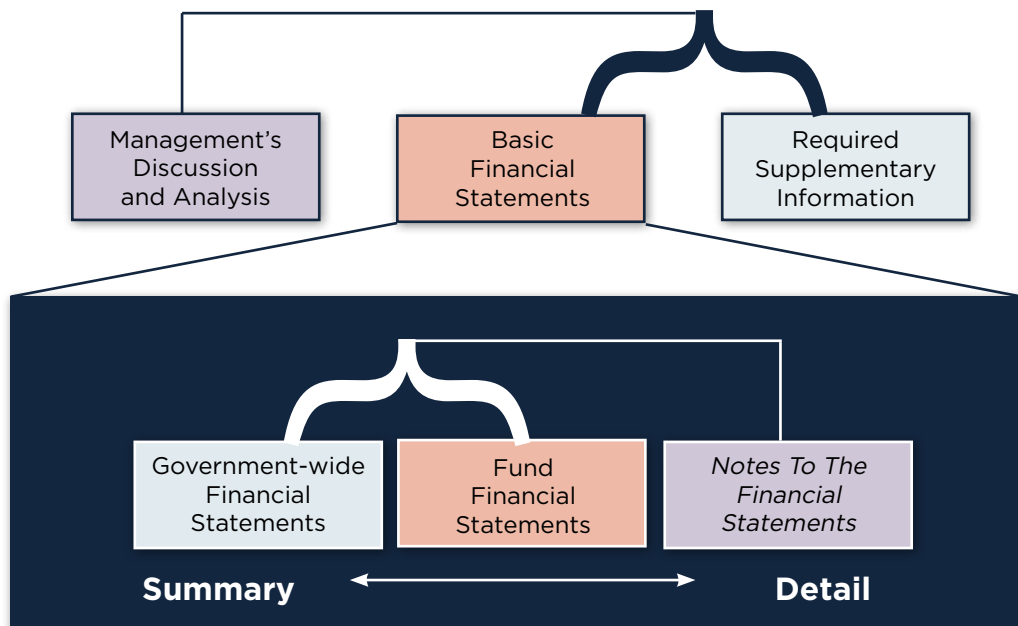 Management’s
Discussion
and Analysis
Basic
Financial
Statements
Required
Supplementary
Information
Government-wide
Financial
Statements
Fund
Financial
Statements
Notes To The
Financial
Statements
Summary
Detail